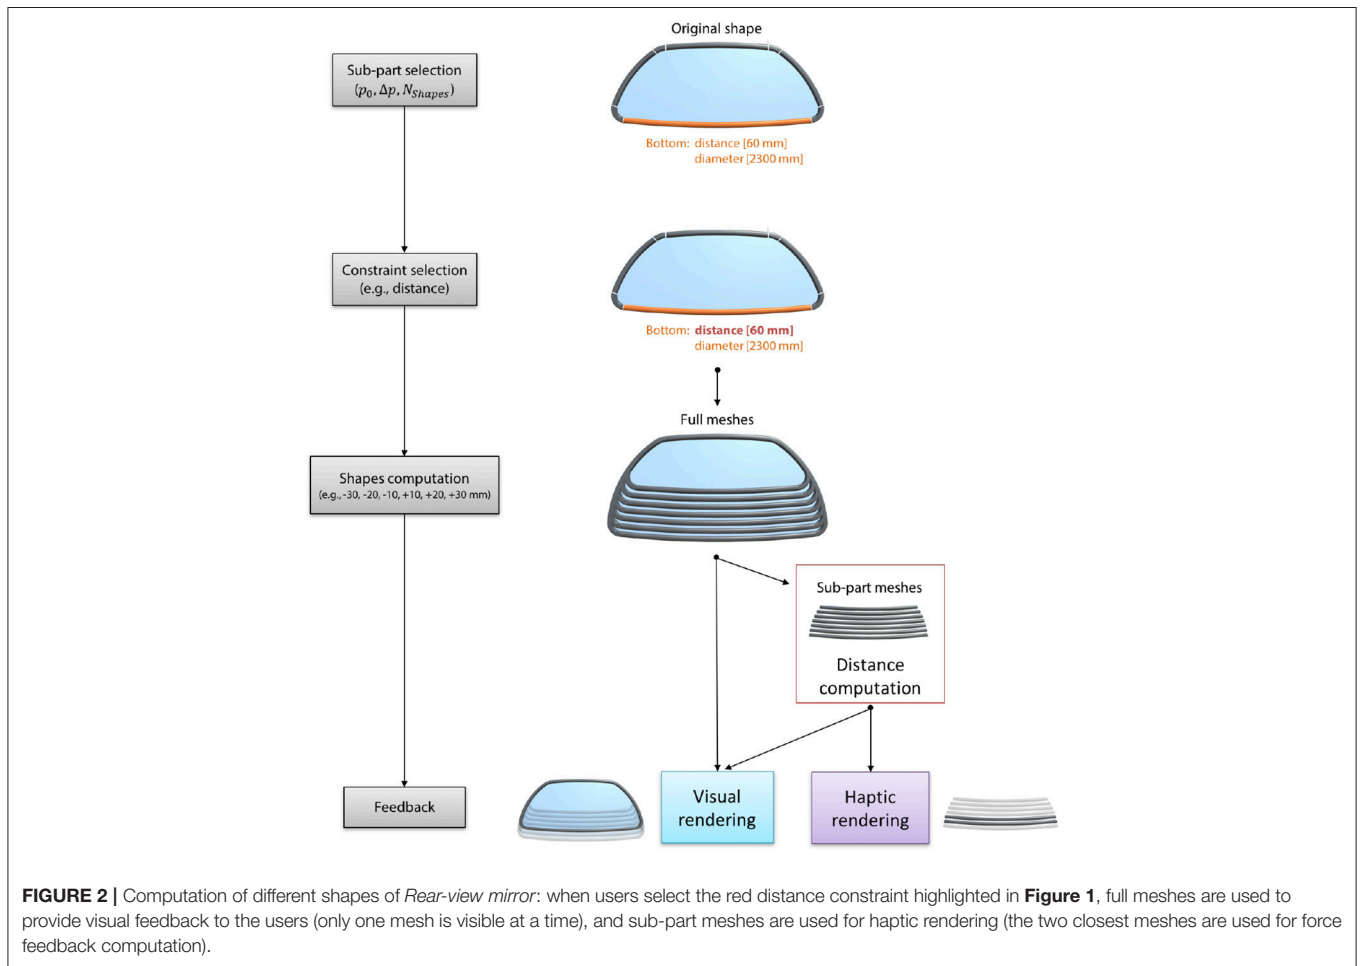 Original shape
Sub-part selection
(p₀, Δp, N_Shapes)
Bottom: distance [60 mm]
diameter [2300 mm]
Constraint selection
(e.g., distance)
Bottom: distance [60 mm]
diameter [2300 mm]
Full meshes
Shapes computation
(e.g., -30, -20, -10, +10, +20, +30 mm)
Sub-part meshes
Distance
computation
Feedback
Visual
rendering
Haptic
rendering
FIGURE 2 | Computation of different shapes of Rear-view mirror: when users select the red distance constraint highlighted in Figure 1, full meshes are used to
provide visual feedback to the users (only one mesh is visible at a time), and sub-part meshes are used for haptic rendering (the two closest meshes are used for force
feedback computation).